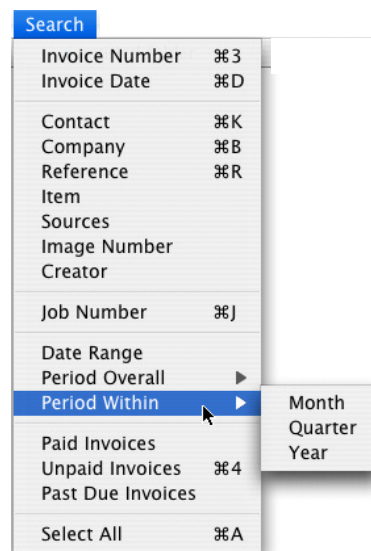 Search
Invoice Number ⌘3
Invoice Date ⌘D
Contact ⌘K
Company ⌘B
Reference ⌘R
Item
Sources
Image Number
Creator
Job Number ⌘J
Date Range
Period Overall ▶
Period Within ▶
Month
Quarter
Year
Paid Invoices
Unpaid Invoices ⌘4
Past Due Invoices
Select All ⌘A